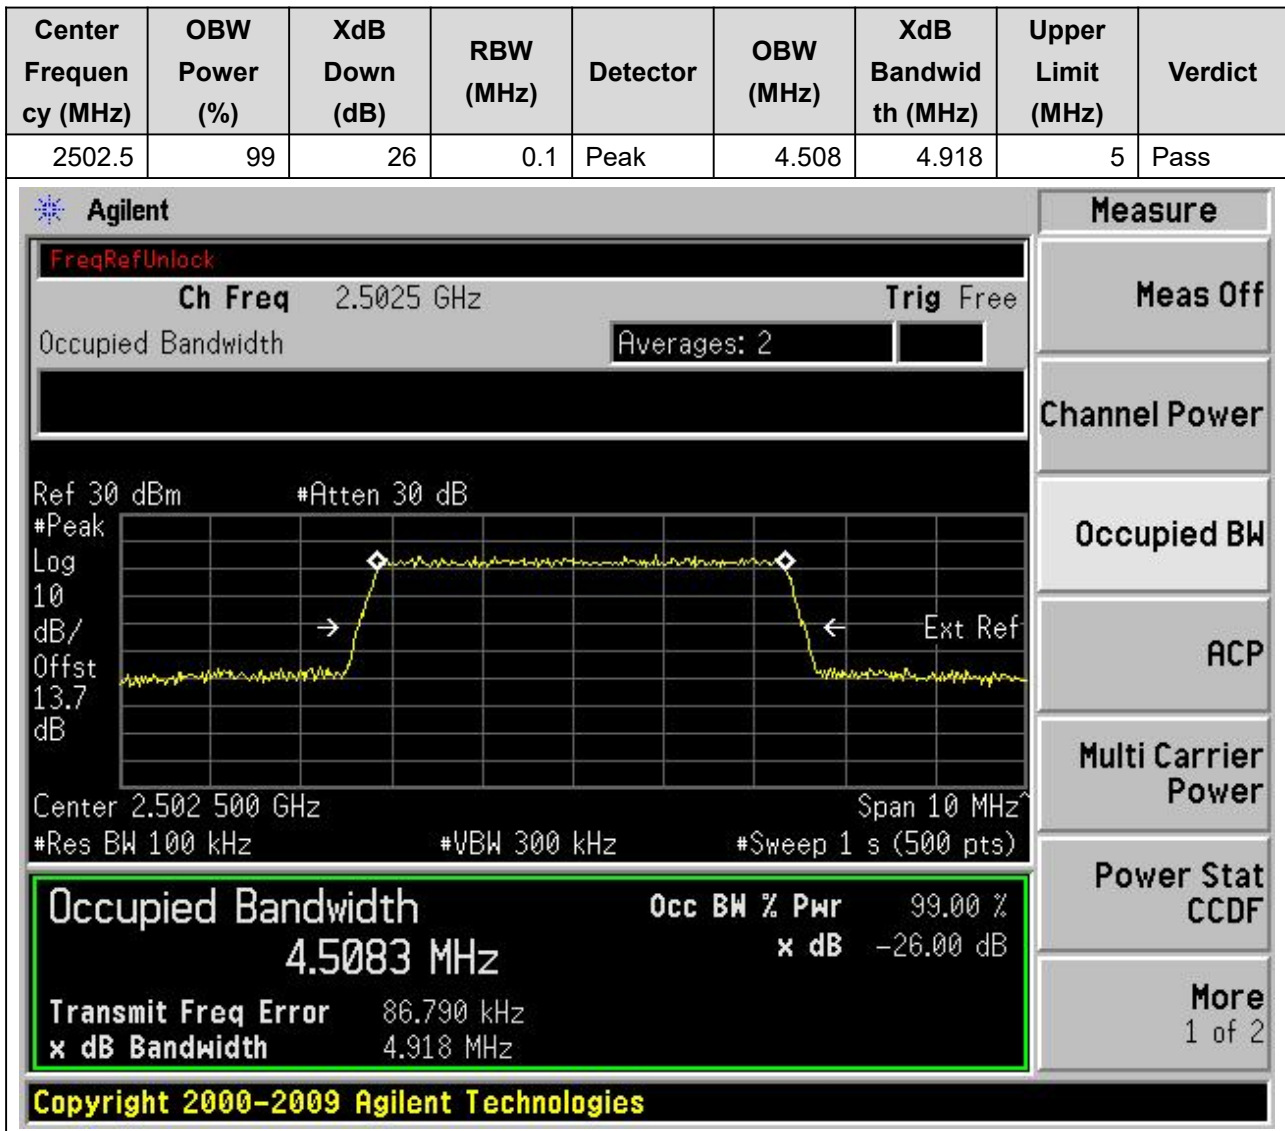 Center Frequen cy (MHz) OBW Power (%) XdB Down (dB) RBW (MHz) Detector OBW (MHz) XdB Bandwid th (MHz) Upper Limit (MHz) Verdict
2502.5 99 26 0.1 Peak 4.508 4.918 5 Pass
Agilent
Measure
FreqRefUnlock
Ch Freq 2.5025 GHz Trig Free
Occupied Bandwidth Averages: 2
Ref 30 dBm #Atten 30 dB
#Peak
Log
10
dB/
Offst
13.7
dB
Ext Ref
Center 2.502 500 GHz Span 10 MHz^
#Res BW 100 kHz #VBW 300 kHz #Sweep 1 s (500 pts)
Occupied Bandwidth
4.5083 MHz
Occ BW % Pwr 99.00 %
x dB -26.00 dB
Transmit Freq Error 86.790 kHz
x dB Bandwidth 4.918 MHz
Meas Off
Channel Power
Occupied BW
ACP
Multi Carrier
Power
Power Stat
CCDF
More
1 of 2
Copyright 2000-2009 Agilent Technologies